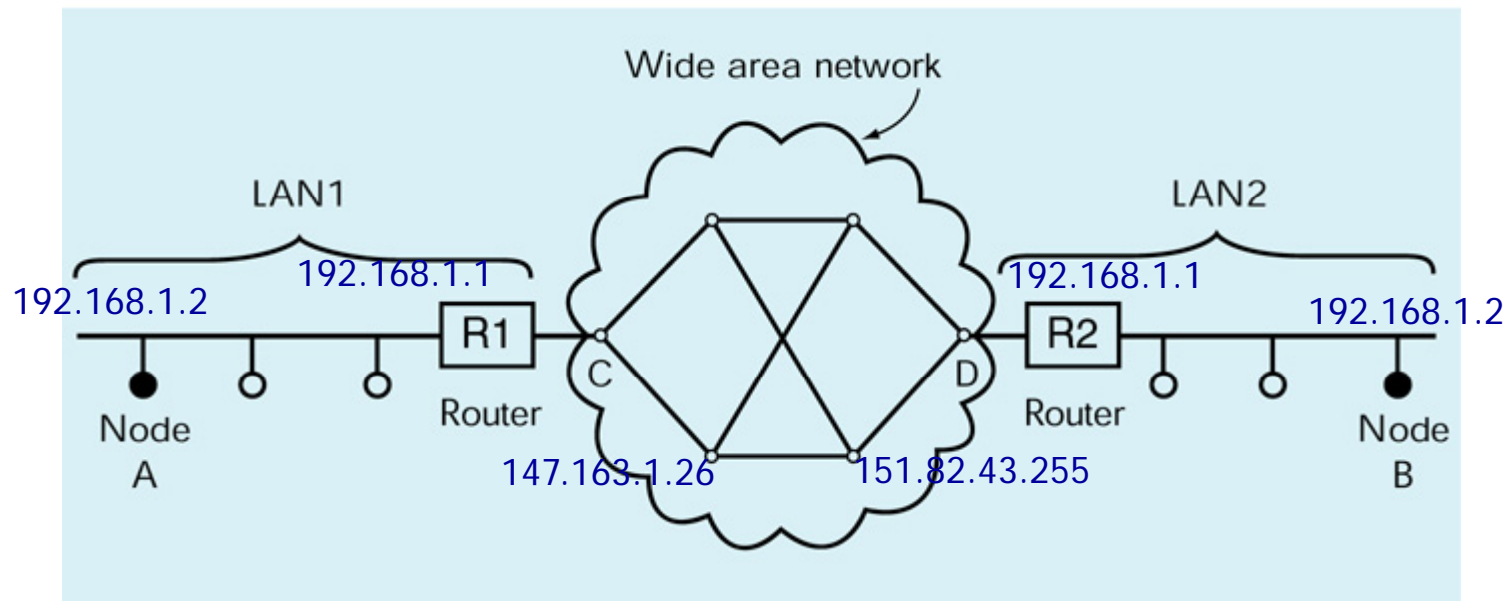 Wide area network
LAN1
LAN2
192.168.1.1
192.168.1.1
192.168.1.2
192.168.1.2
R1
R2
C
D
Router
Router
Node
A
Node
B
147.163.1.26
151.82.43.255